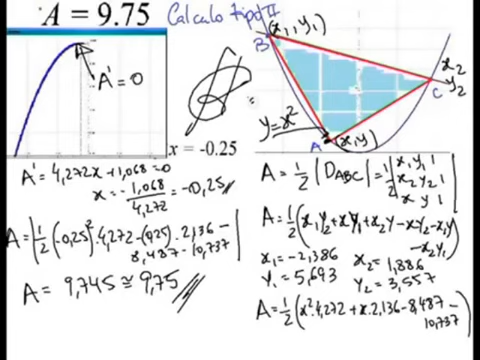 A = 9.75
Calculo tipo II
B (x₁, y₁)
x₂
C y₂
A' = 0
y = x²
A (x, y)
x = -0.25
A' = 4,272x + 1,068 = 0
x = - 1,068 / 4,272 = -0,25
A = 1/2 |D_ABC| = 1/2 | x₁ y₁ 1
x₂ y₂ 1
x y 1 |
A = 1/2 (x₁y₂ + xy₁ + x₂y - xy₂ - x₁y
- x₂y₁)
A = | 1/2 (-0,25)² · 4,272 - 0,25 · 2,136 -
8,487 - 10,737 |
x₁ = -2,386 x₂ = 1,886
y₁ = 5,693 y₂ = 3,557
A = 9,745 ≅ 9,75
A = 1/2 (x² · 4,272 + x · 2,136 - 8,487 -
10,737)